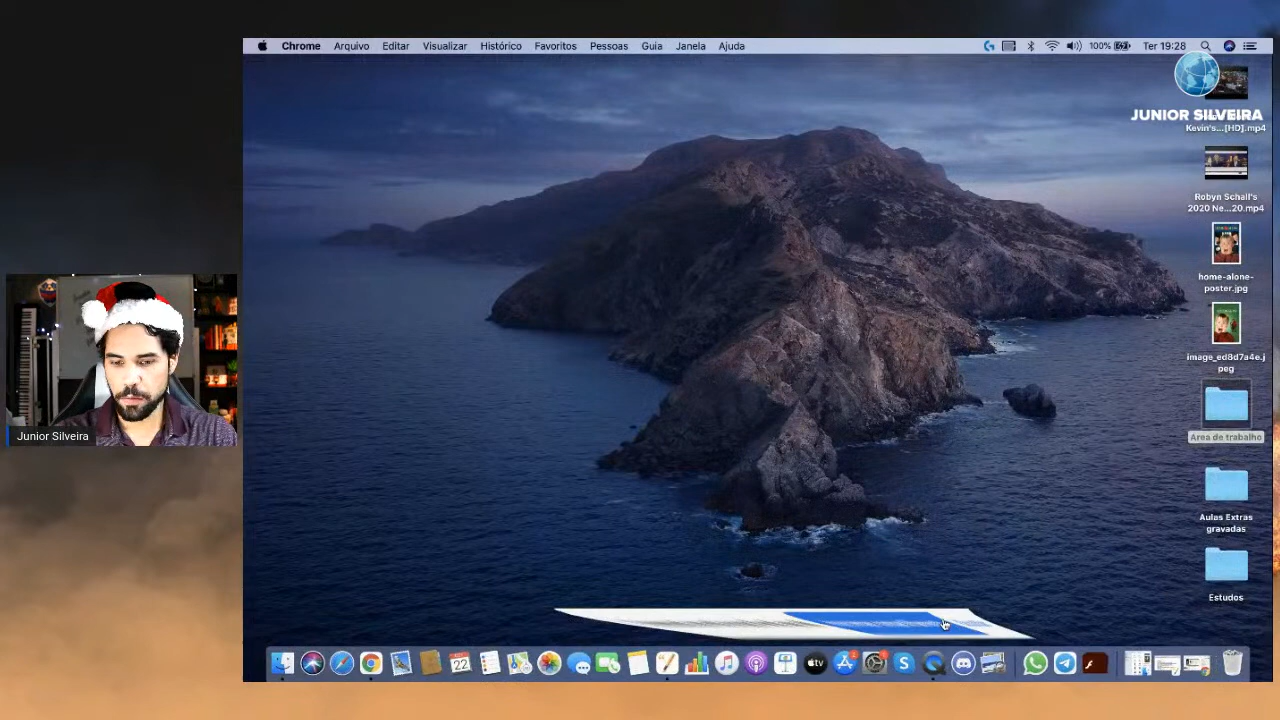 Chrome Arquivo Editar Visualizar Histórico Favoritos Pessoas Guia Janela Ajuda 100% Ter 19:28
JUNIOR SILVEIRA
Kevin's...[HD].mp4
Robyn Schall's
2020 Ne...20.mp4
home-alone-
poster.jpg
image_ed8d7a4e.j
peg
Área de trabalho
Aulas Extras
gravadas
Estudos
Junior Silveira
22
tv